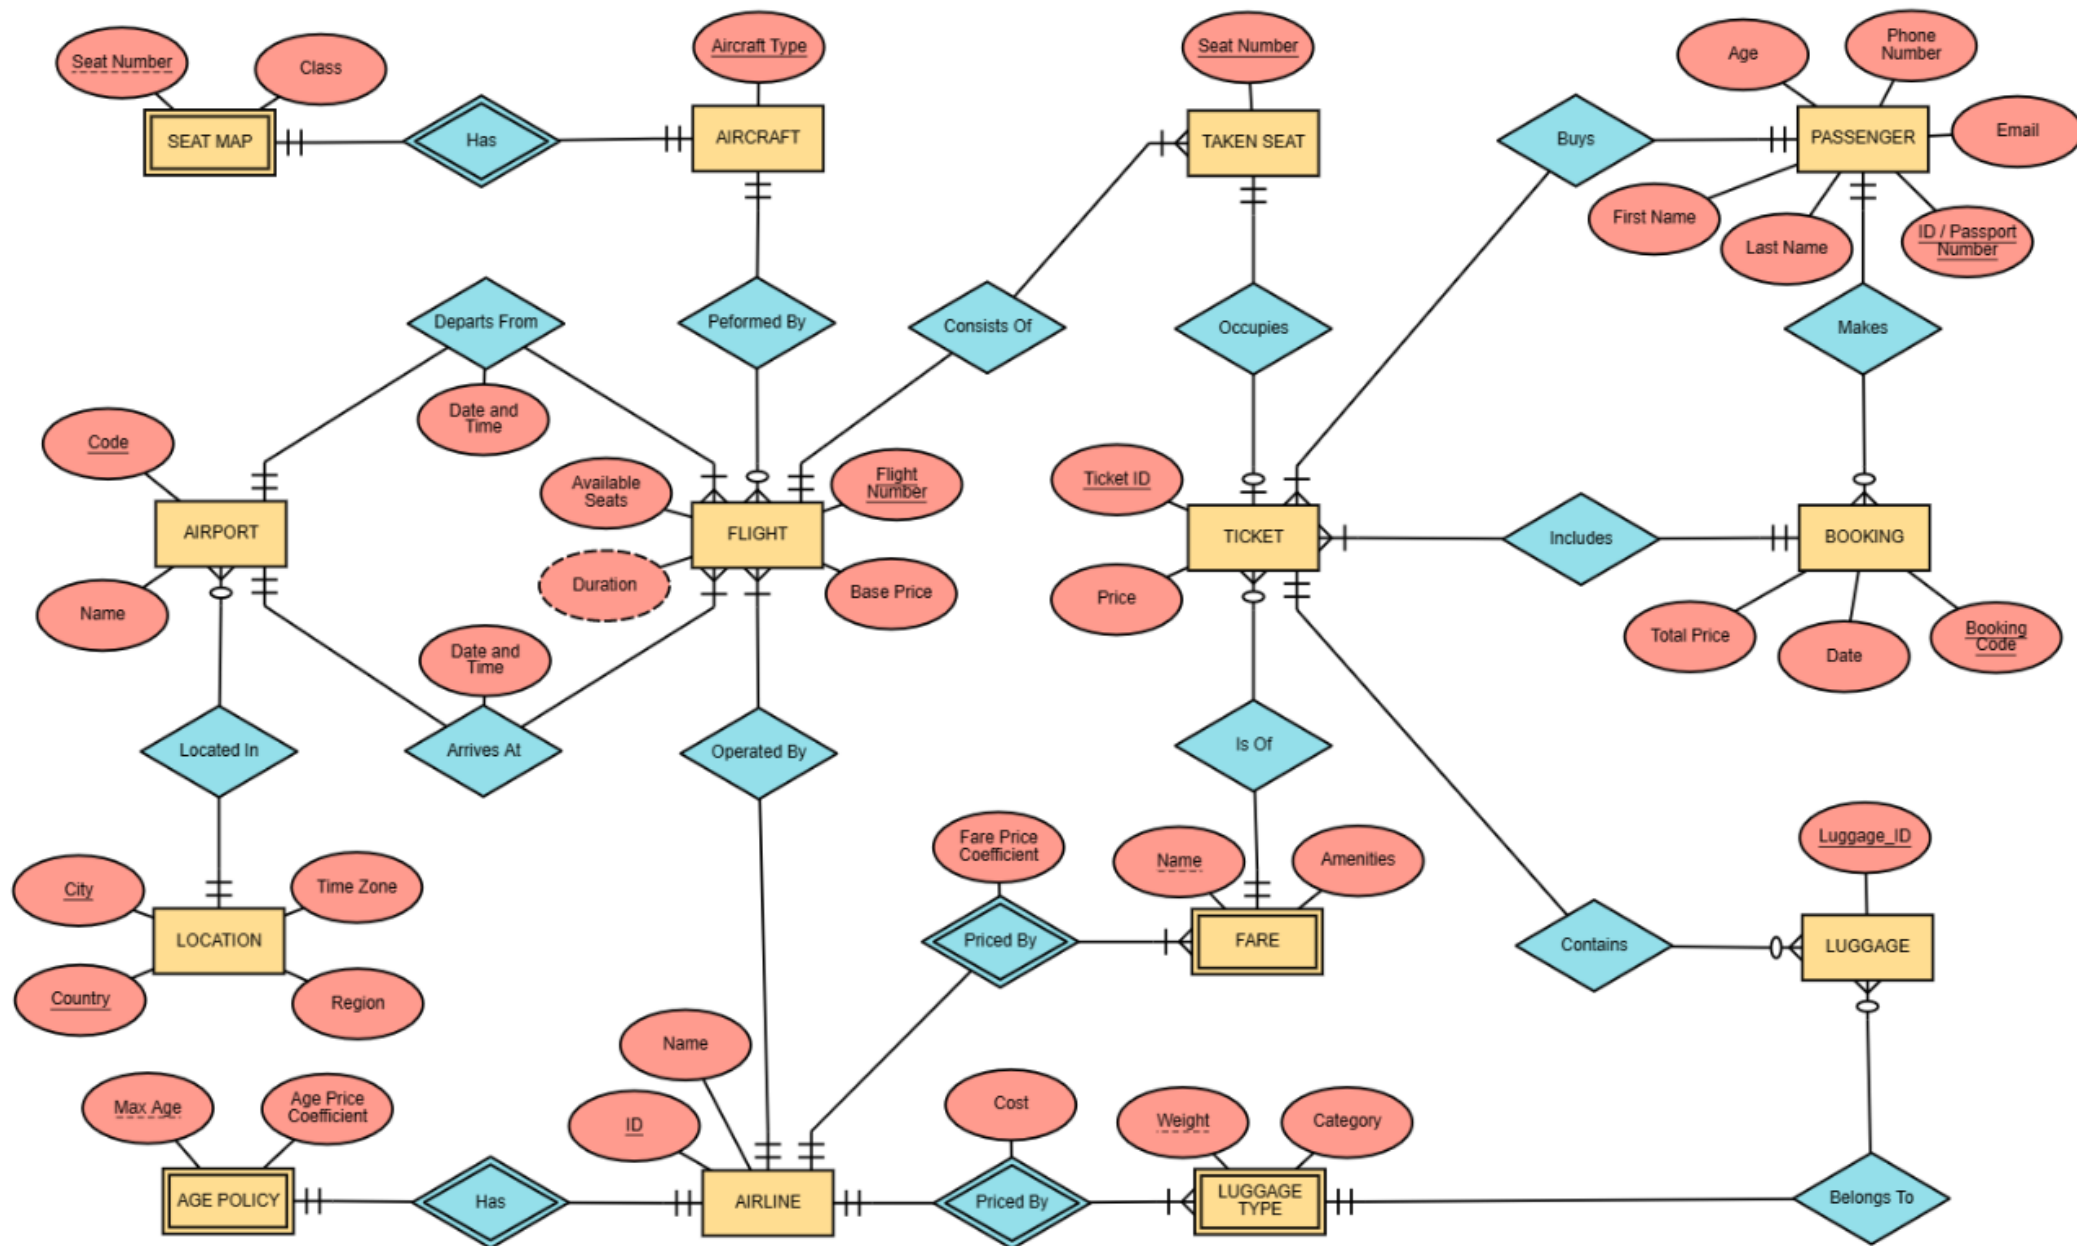 Seat Number
Class
Aircraft Type
Seat Number
Age
Phone
Number
SEAT MAP
Has
AIRCRAFT
TAKEN SEAT
Buys
PASSENGER
Email
First Name
Last Name
ID / Passport
Number
Departs From
Peformed By
Consists Of
Occupies
Makes
Date and
Time
Code
Available
Seats
Flight
Number
Ticket ID
AIRPORT
FLIGHT
TICKET
Includes
BOOKING
Name
Duration
Base Price
Price
Total Price
Date
Booking
Code
Date and
Time
Located In
Arrives At
Operated By
Is Of
Fare Price
Coefficient
Name
Amenities
Luggage_ID
City
Time Zone
LOCATION
Priced By
FARE
Contains
LUGGAGE
Country
Region
Name
Max Age
Age Price
Coefficient
ID
Cost
Weight
Category
AGE POLICY
Has
AIRLINE
Priced By
LUGGAGE
TYPE
Belongs To